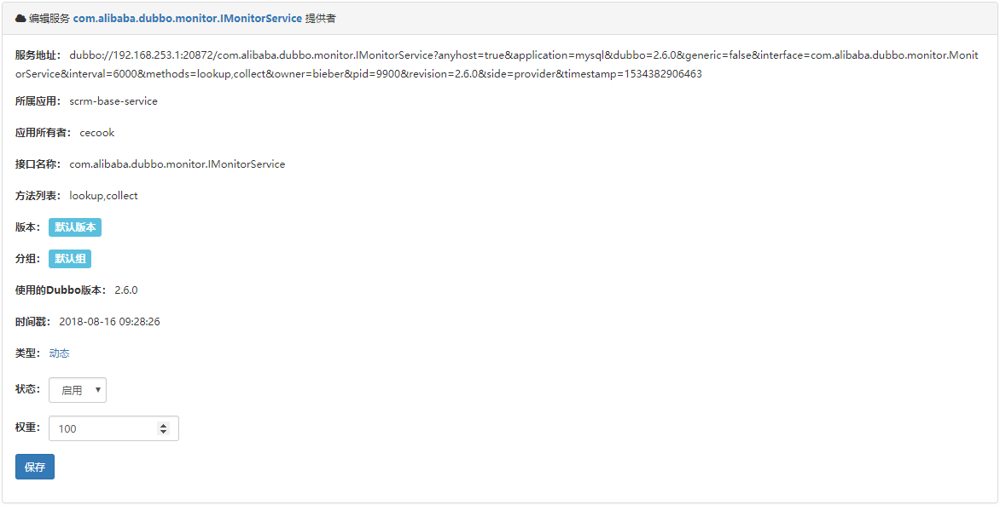 编辑服务 com.alibaba.dubbo.monitor.IMonitorService 提供者
服务地址： dubbo://192.168.253.1:20872/com.alibaba.dubbo.monitor.IMonitorService?anyhost=true&application=mysql&dubbo=2.6.0&generic=false&interface=com.alibaba.dubbo.monitor.Monit
orService&interval=6000&methods=lookup,collect&owner=bieber&pid=9900&revision=2.6.0&side=provider&timestamp=1534382906463
所属应用： scrm-base-service
应用所有者： cecook
接口名称： com.alibaba.dubbo.monitor.IMonitorService
方法列表： lookup,collect
版本： 默认版本
分组： 默认组
使用的Dubbo版本： 2.6.0
时间戳： 2018-08-16 09:28:26
类型： 动态
状态： 启用
权重： 100
保存